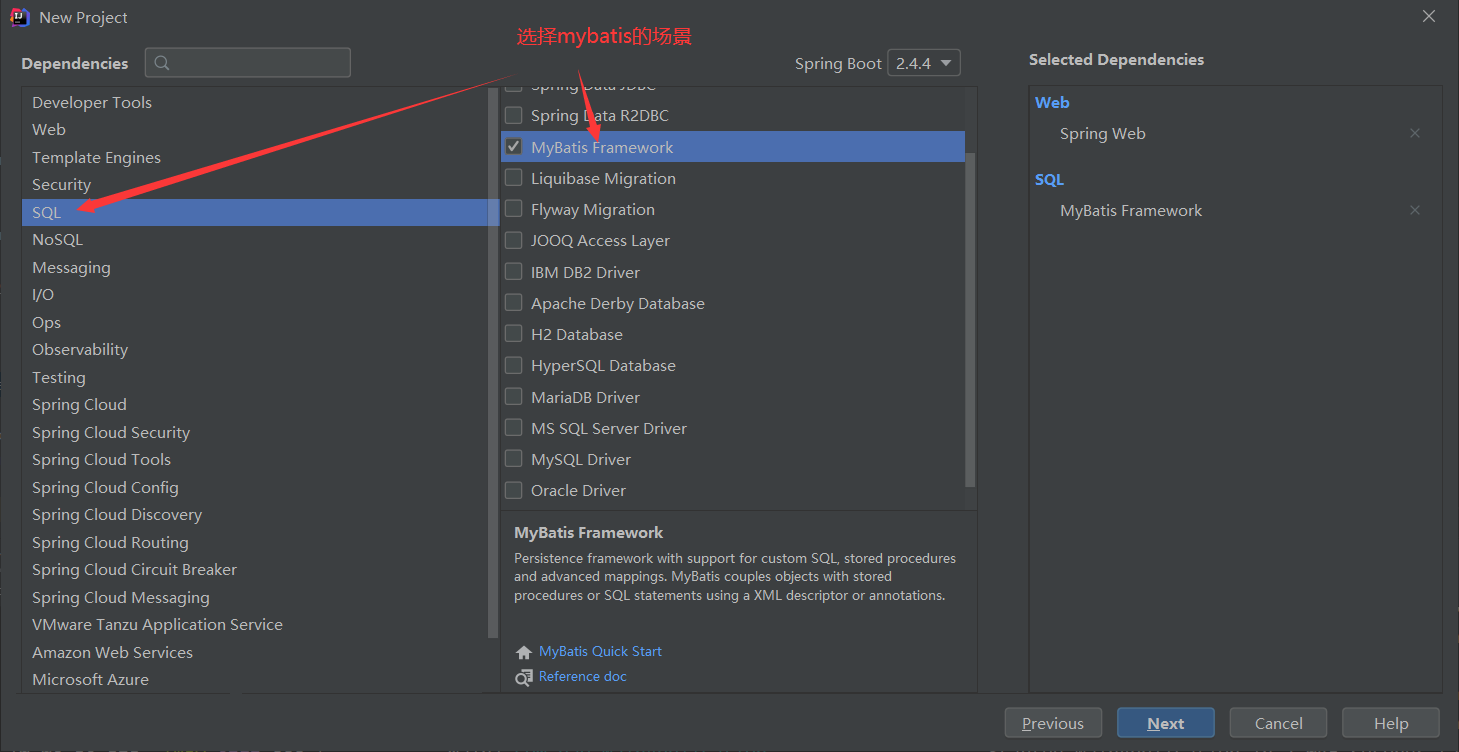 New Project
选择mybatis的场景
Dependencies
Spring Boot 2.4.4
Selected Dependencies
Developer Tools
Web
Template Engines
Security
SQL
NoSQL
Messaging
I/O
Ops
Observability
Testing
Spring Cloud
Spring Cloud Security
Spring Cloud Tools
Spring Cloud Config
Spring Cloud Discovery
Spring Cloud Routing
Spring Cloud Circuit Breaker
Spring Cloud Messaging
VMware Tanzu Application Service
Amazon Web Services
Microsoft Azure
Spring Data JDBC
Spring Data R2DBC
MyBatis Framework
Liquibase Migration
Flyway Migration
JOOQ Access Layer
IBM DB2 Driver
Apache Derby Database
H2 Database
HyperSQL Database
MariaDB Driver
MS SQL Server Driver
MySQL Driver
Oracle Driver
MyBatis Framework
Persistence framework with support for custom SQL, stored procedures
and advanced mappings. MyBatis couples objects with stored
procedures or SQL statements using a XML descriptor or annotations.
MyBatis Quick Start
Reference doc
Web
Spring Web
SQL
MyBatis Framework
Previous
Next
Cancel
Help